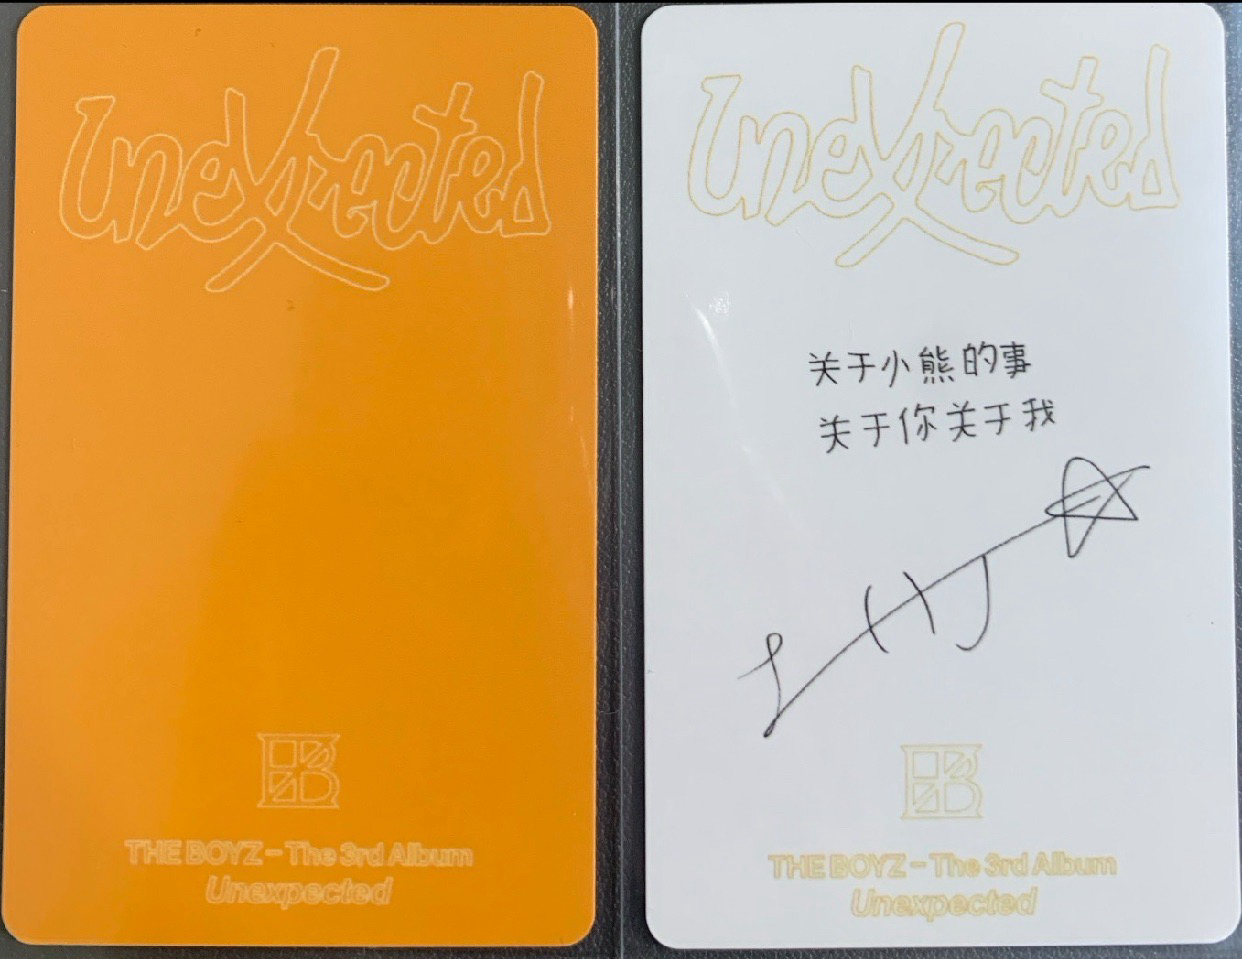 Unexpected
THE BOYZ – The 3rd Album
Unexpected
Unexpected
关于小熊的事
关于你关于我
LHJ
THE BOYZ – The 3rd Album
Unexpected